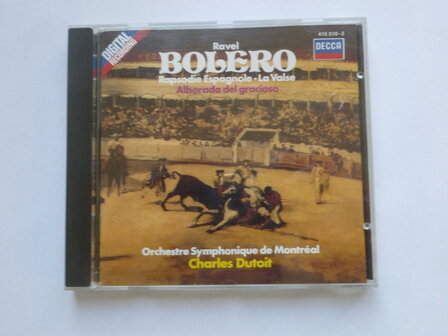 DIGITAL
RECORDING
410 010-2
Ravel
DECCA
BOLERO
Rapsodie Espagnole · La Valse
Alborada del gracioso
Orchestre Symphonique de Montréal
Charles Dutoit